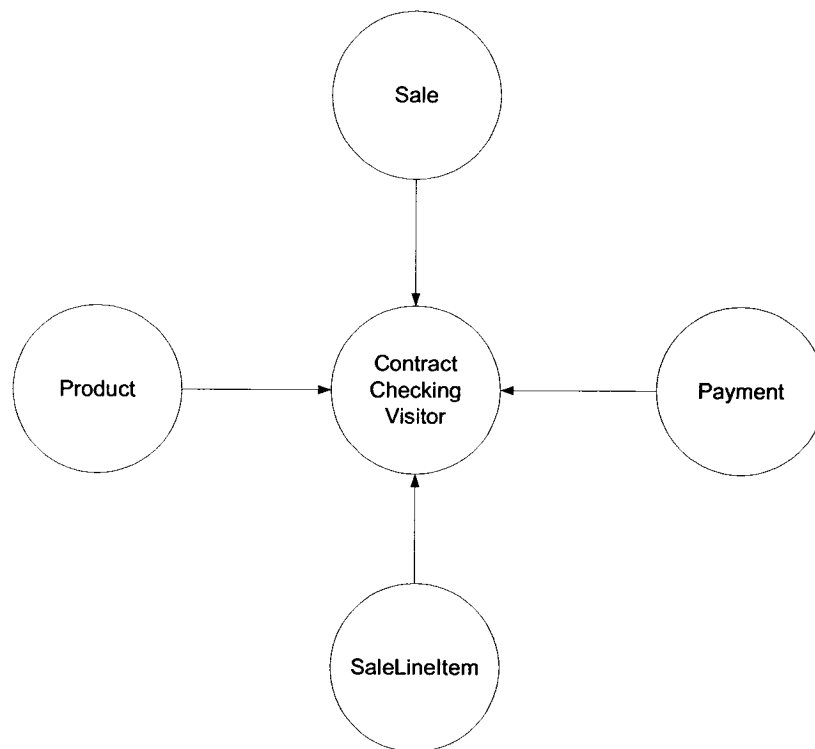 Sale
Product
Contract
Checking
Visitor
Payment
SaleLineItem